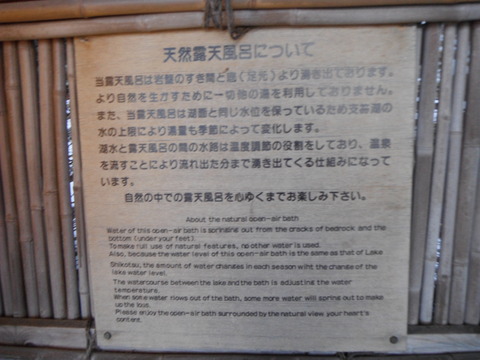 天然露天風呂について
当露天風呂は岩盤のすき間と底(足元)より湧き出ております。
より自然を生かすために一切他の湯を利用しておりません。
また、当露天風呂は湖面と同じ水位を保っているため支笏湖の
水の上限により湯量も季節によって変化します。
湖水と露天風呂の間の水路は温度調節の役割をしており、温泉
を流すことにより流れ出た分まで湧き出てくる仕組みになって
います。
自然の中での露天風呂を心ゆくまでお楽しみ下さい。
About the natural open-air bath
Water of this open-air bath is springing out from the cracks of bedrock and the
bottom (under your feet).
To make full use of natural features, no other water is used.
Also, because the water level of this open-air bath is the same as that of Lake
Shikotsu, the amount of water changes in each season wiht the change of the
lake water level.
The watercourse between the lake and the bath is adjusting the water
temperature.
When some water flows out of the bath, some more water will spring out to make
up the loss.
Please enjoy the open-air bath surrounded by the natural view your heart's
content.